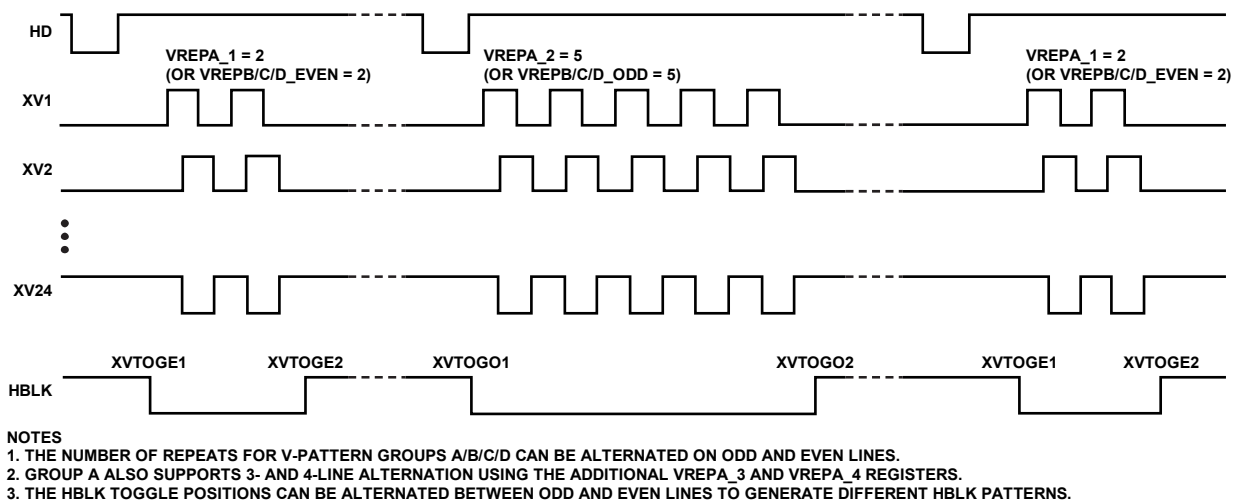 HD
VREPA_1 = 2
(OR VREPB/C/D_EVEN = 2)
VREPA_2 = 5
(OR VREPB/C/D_ODD = 5)
VREPA_1 = 2
(OR VREPB/C/D_EVEN = 2)
XV1
XV2
XV24
XVTOGE1
XVTOGE2
XVTOGO1
XVTOGO2
XVTOGE1
XVTOGE2
HBLK
NOTES
1. THE NUMBER OF REPEATS FOR V-PATTERN GROUPS A/B/C/D CAN BE ALTERNATED ON ODD AND EVEN LINES.
2. GROUP A ALSO SUPPORTS 3- AND 4-LINE ALTERNATION USING THE ADDITIONAL VREPA_3 AND VREPA_4 REGISTERS.
3. THE HBLK TOGGLE POSITIONS CAN BE ALTERNATED BETWEEN ODD AND EVEN LINES TO GENERATE DIFFERENT HBLK PATTERNS.